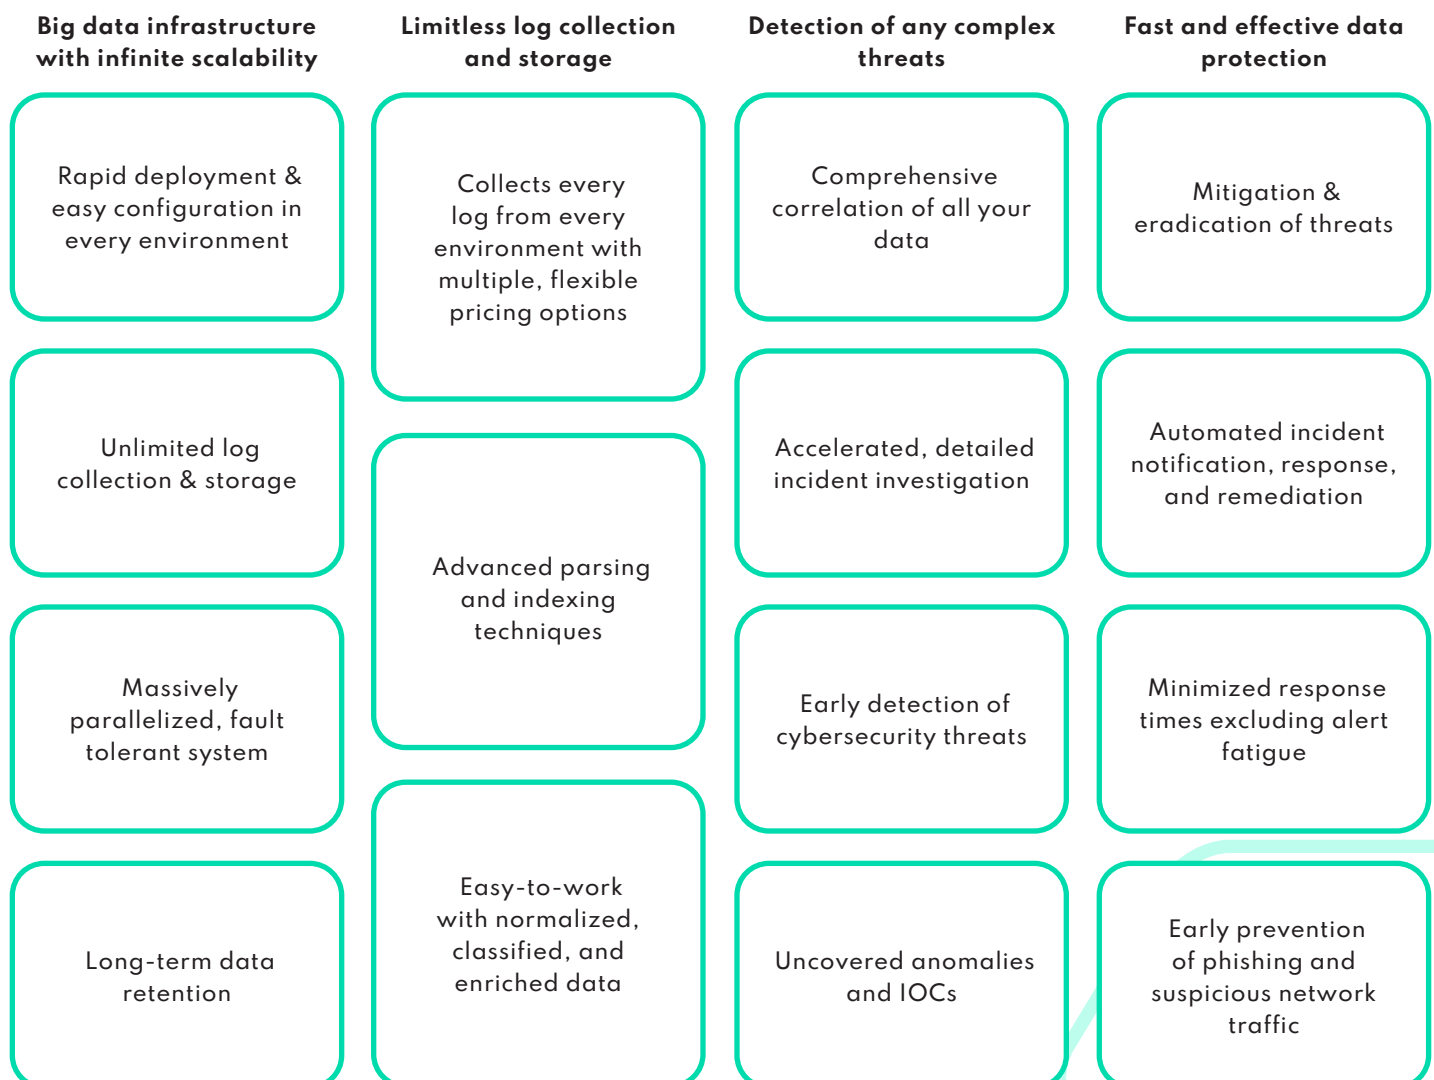 Big data infrastructure
with infinite scalability
Rapid deployment &
easy configuration in
every environment
Unlimited log
collection & storage
Massively
parallelized, fault
tolerant system
Long-term data
retention
Limitless log collection
and storage
Collects every
log from every
environment with
multiple, flexible
pricing options
Advanced parsing
and indexing
techniques
Easy-to-work
with normalized,
classified, and
enriched data
Detection of any complex
threats
Comprehensive
correlation of all your
data
Accelerated, detailed
incident investigation
Early detection of
cybersecurity threats
Uncovered anomalies
and IOCs
Fast and effective data
protection
Mitigation &
eradication of threats
Automated incident
notification, response,
and remediation
Minimized response
times excluding alert
fatigue
Early prevention
of phishing and
suspicious network
traffic